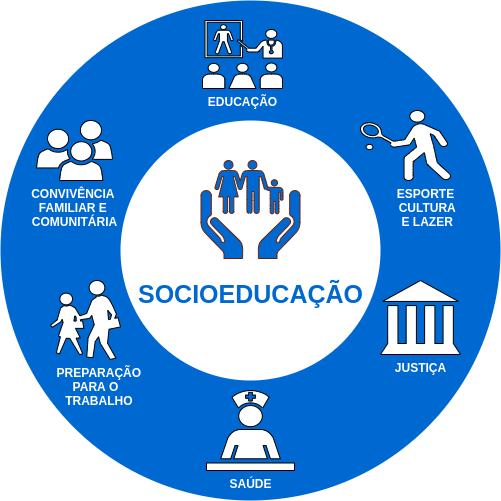 EDUCAÇÃO
CONVIVÊNCIA
FAMILIAR E
COMUNITÁRIA
ESPORTE
CULTURA
E LAZER
SOCIOEDUCAÇÃO
PREPARAÇÃO
PARA O
TRABALHO
JUSTIÇA
SAÚDE